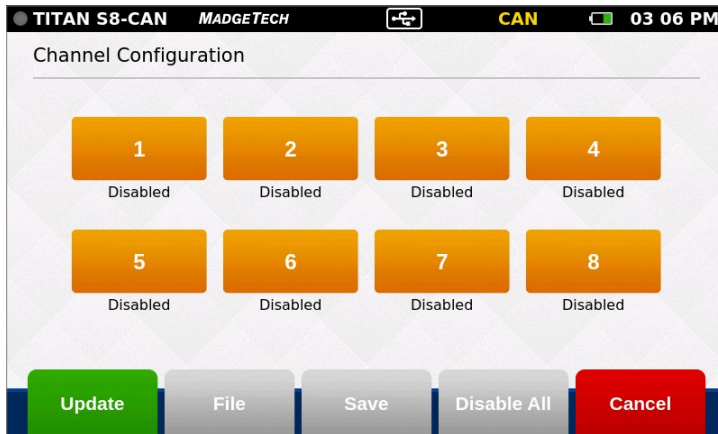 TITAN S8-CAN MADGETECH CAN 03 06 PM
Channel Configuration
1 2 3 4
Disabled Disabled Disabled Disabled
5 6 7 8
Disabled Disabled Disabled Disabled
Update File Save Disable All Cancel